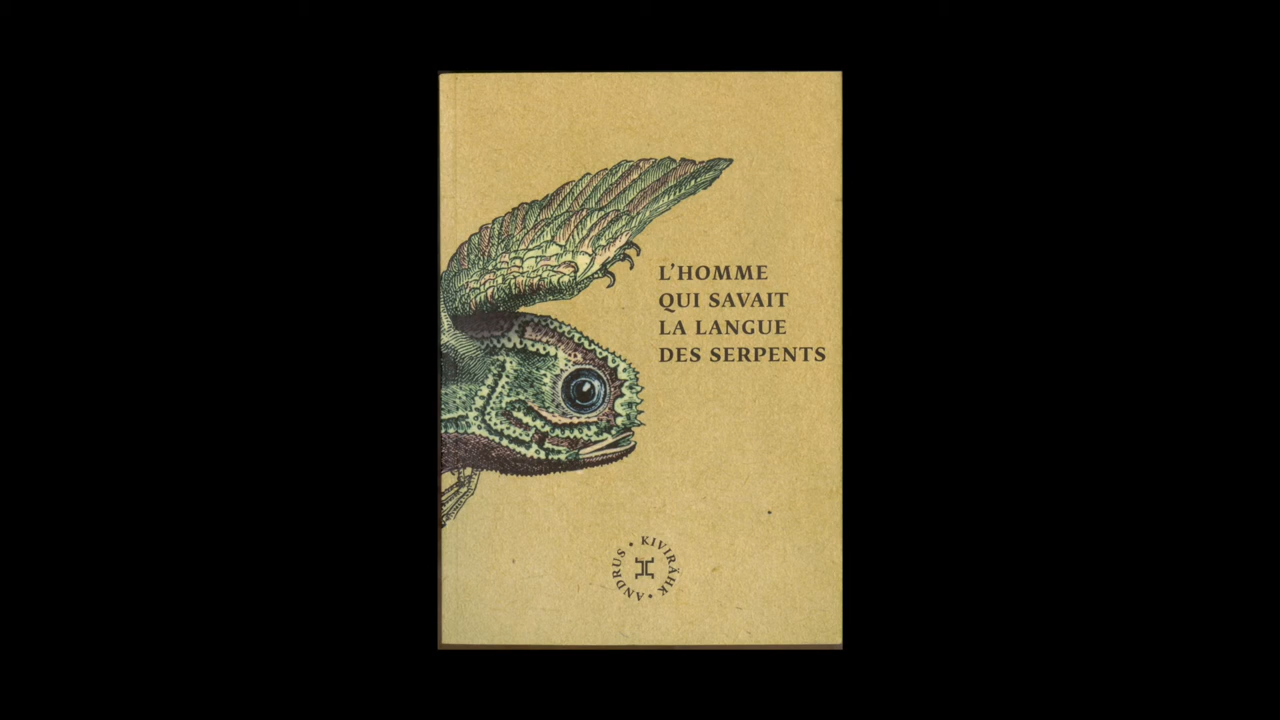 L'HOMME
QUI SAVAIT
LA LANGUE
DES SERPENTS
ANDRUS • KIVIRÄHK •